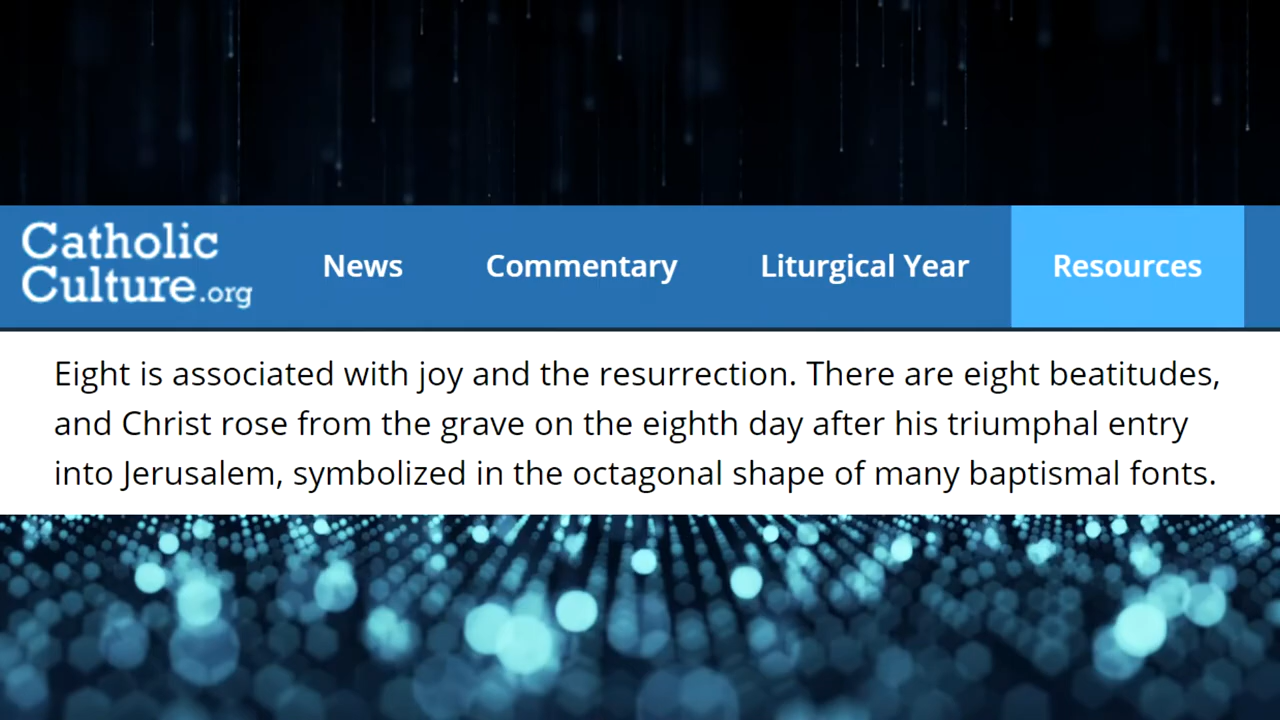 Catholic
Culture.org
News
Commentary
Liturgical Year
Resources
Eight is associated with joy and the resurrection. There are eight beatitudes,
and Christ rose from the grave on the eighth day after his triumphal entry
into Jerusalem, symbolized in the octagonal shape of many baptismal fonts.